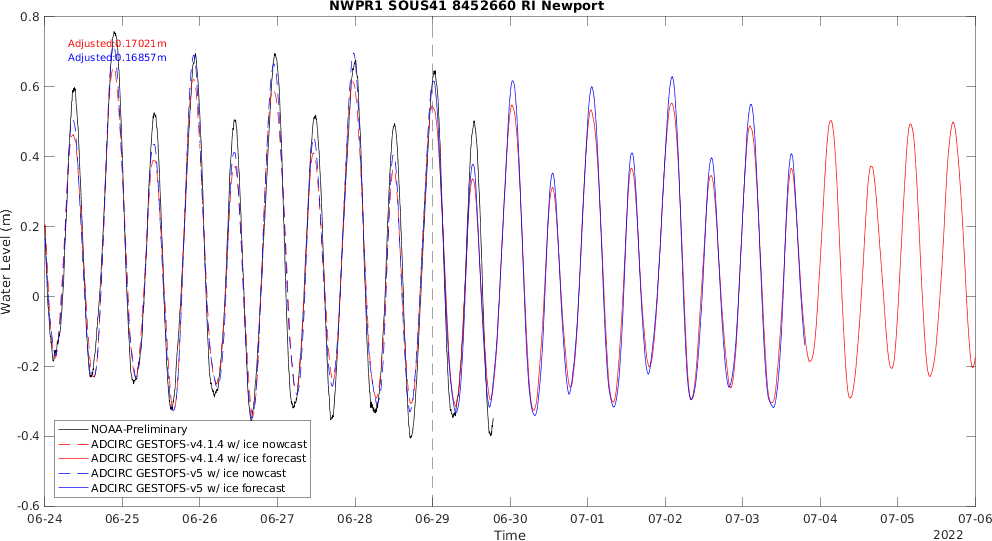 NWPR1 SOUS41 8452660 RI Newport
Adjusted:0.17021m
Adjusted:0.16857m
Water Level (m)
0.8
0.6
0.4
0.2
0
-0.2
-0.4
-0.6
NOAA-Preliminary
ADCIRC GESTOFS-v4.1.4 w/ ice nowcast
ADCIRC GESTOFS-v4.1.4 w/ ice forecast
ADCIRC GESTOFS-v5 w/ ice nowcast
ADCIRC GESTOFS-v5 w/ ice forecast
06-24 06-25 06-26 06-27 06-28 06-29 06-30 07-01 07-02 07-03 07-04 07-05 07-06
Time
2022